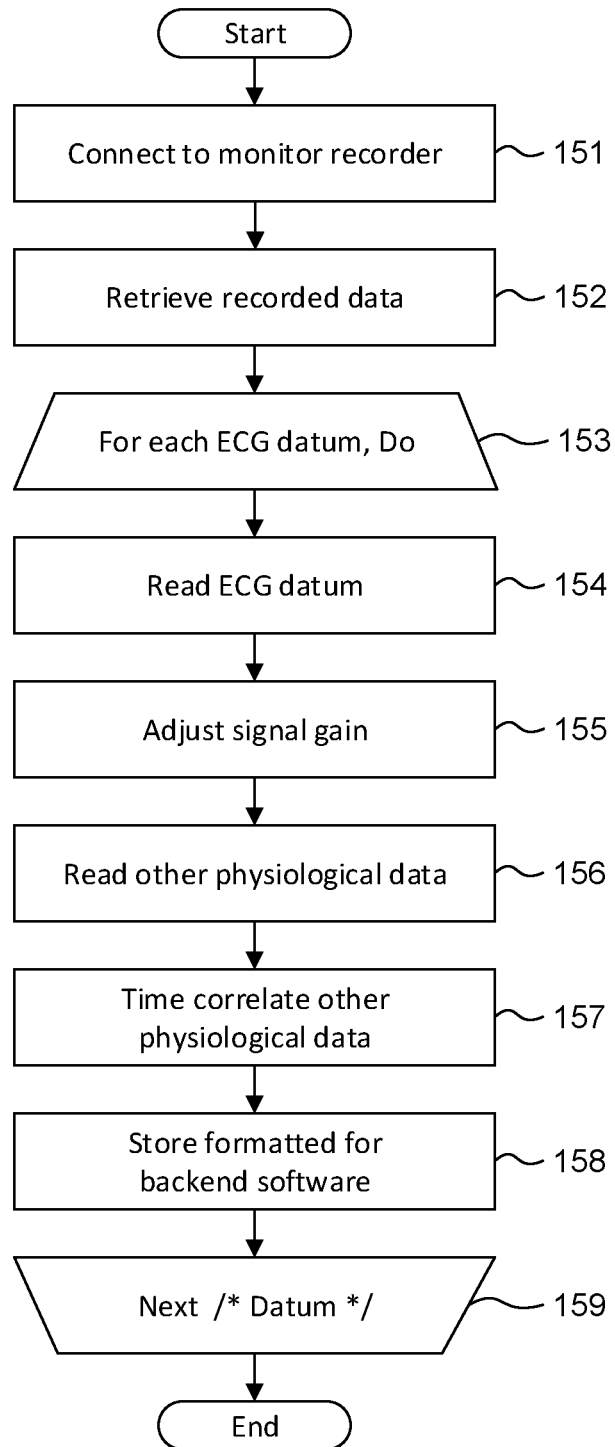 Start
Connect to monitor recorder
151
Retrieve recorded data
152
For each ECG datum, Do
153
Read ECG datum
154
Adjust signal gain
155
Read other physiological data
156
Time correlate other
physiological data
157
Store formatted for
backend software
158
Next /* Datum */
159
End